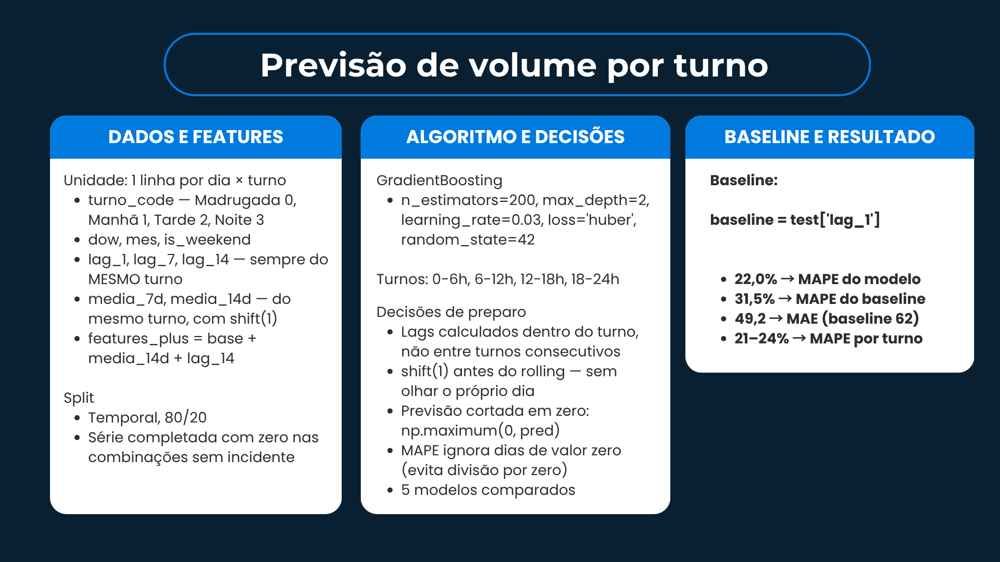 Previsão de volume por turno
DADOS E FEATURES
Unidade: 1 linha por dia × turno
• turno_code — Madrugada 0,
Manhã 1, Tarde 2, Noite 3
• dow, mes, is_weekend
• lag_1, lag_7, lag_14 — sempre do
MESMO turno
• media_7d, media_14d — do
mesmo turno, com shift(1)
• features_plus = base +
media_14d + lag_14
Split
• Temporal, 80/20
• Série completada com zero nas
combinações sem incidente
ALGORITMO E DECISÕES
GradientBoosting
• n_estimators=200, max_depth=2,
learning_rate=0.03, loss='huber',
random_state=42
Turnos: 0-6h, 6-12h, 12-18h, 18-24h
Decisões de preparo
• Lags calculados dentro do turno,
não entre turnos consecutivos
• shift(1) antes do rolling — sem
olhar o próprio dia
• Previsão cortada em zero:
np.maximum(0, pred)
• MAPE ignora dias de valor zero
(evita divisão por zero)
• 5 modelos comparados
BASELINE E RESULTADO
Baseline:
baseline = test['lag_1']
• 22,0% → MAPE do modelo
• 31,5% → MAPE do baseline
• 49,2 → MAE (baseline 62)
• 21–24% → MAPE por turno